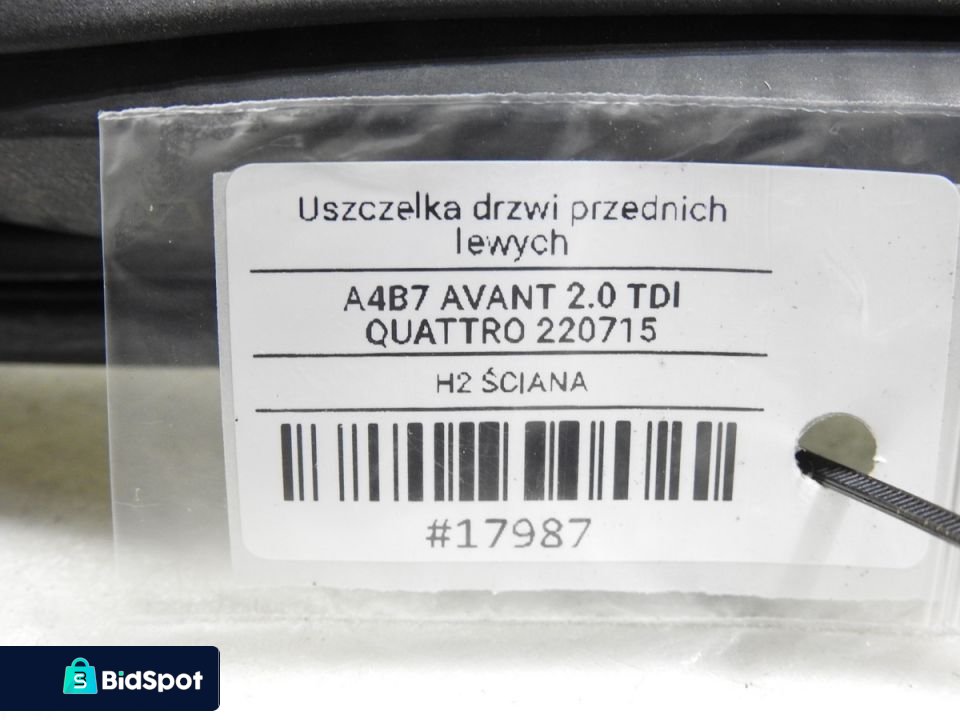 Uszczelka drzwi przednich
lewych
A4B7 AVANT 2.0 TDI
QUATTRO 220715
H2 ŚCIANA
#17987
BidSpot